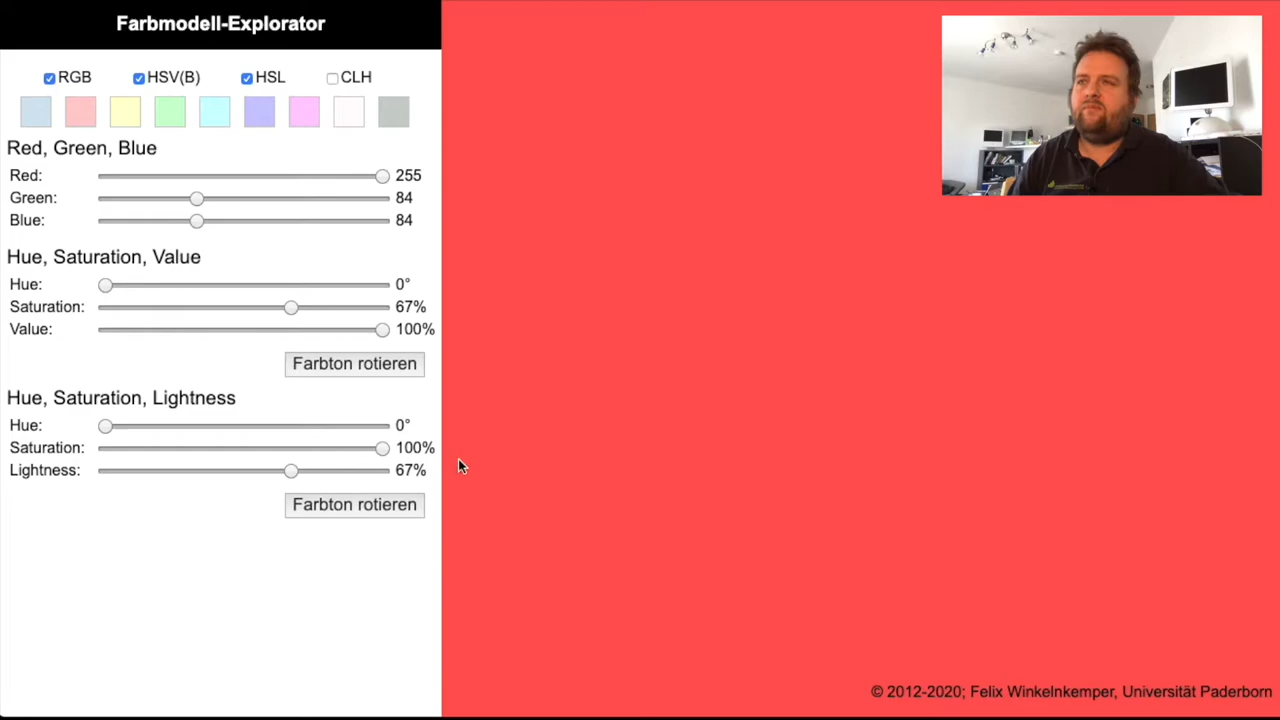 Farbmodell-Explorator
RGB HSV(B) HSL CLH
Red, Green, Blue
Red: 255
Green: 84
Blue: 84
Hue, Saturation, Value
Hue: 0°
Saturation: 67%
Value: 100%
Farbton rotieren
Hue, Saturation, Lightness
Hue: 0°
Saturation: 100%
Lightness: 67%
Farbton rotieren
© 2012-2020; Felix Winkelnkemper, Universität Paderborn